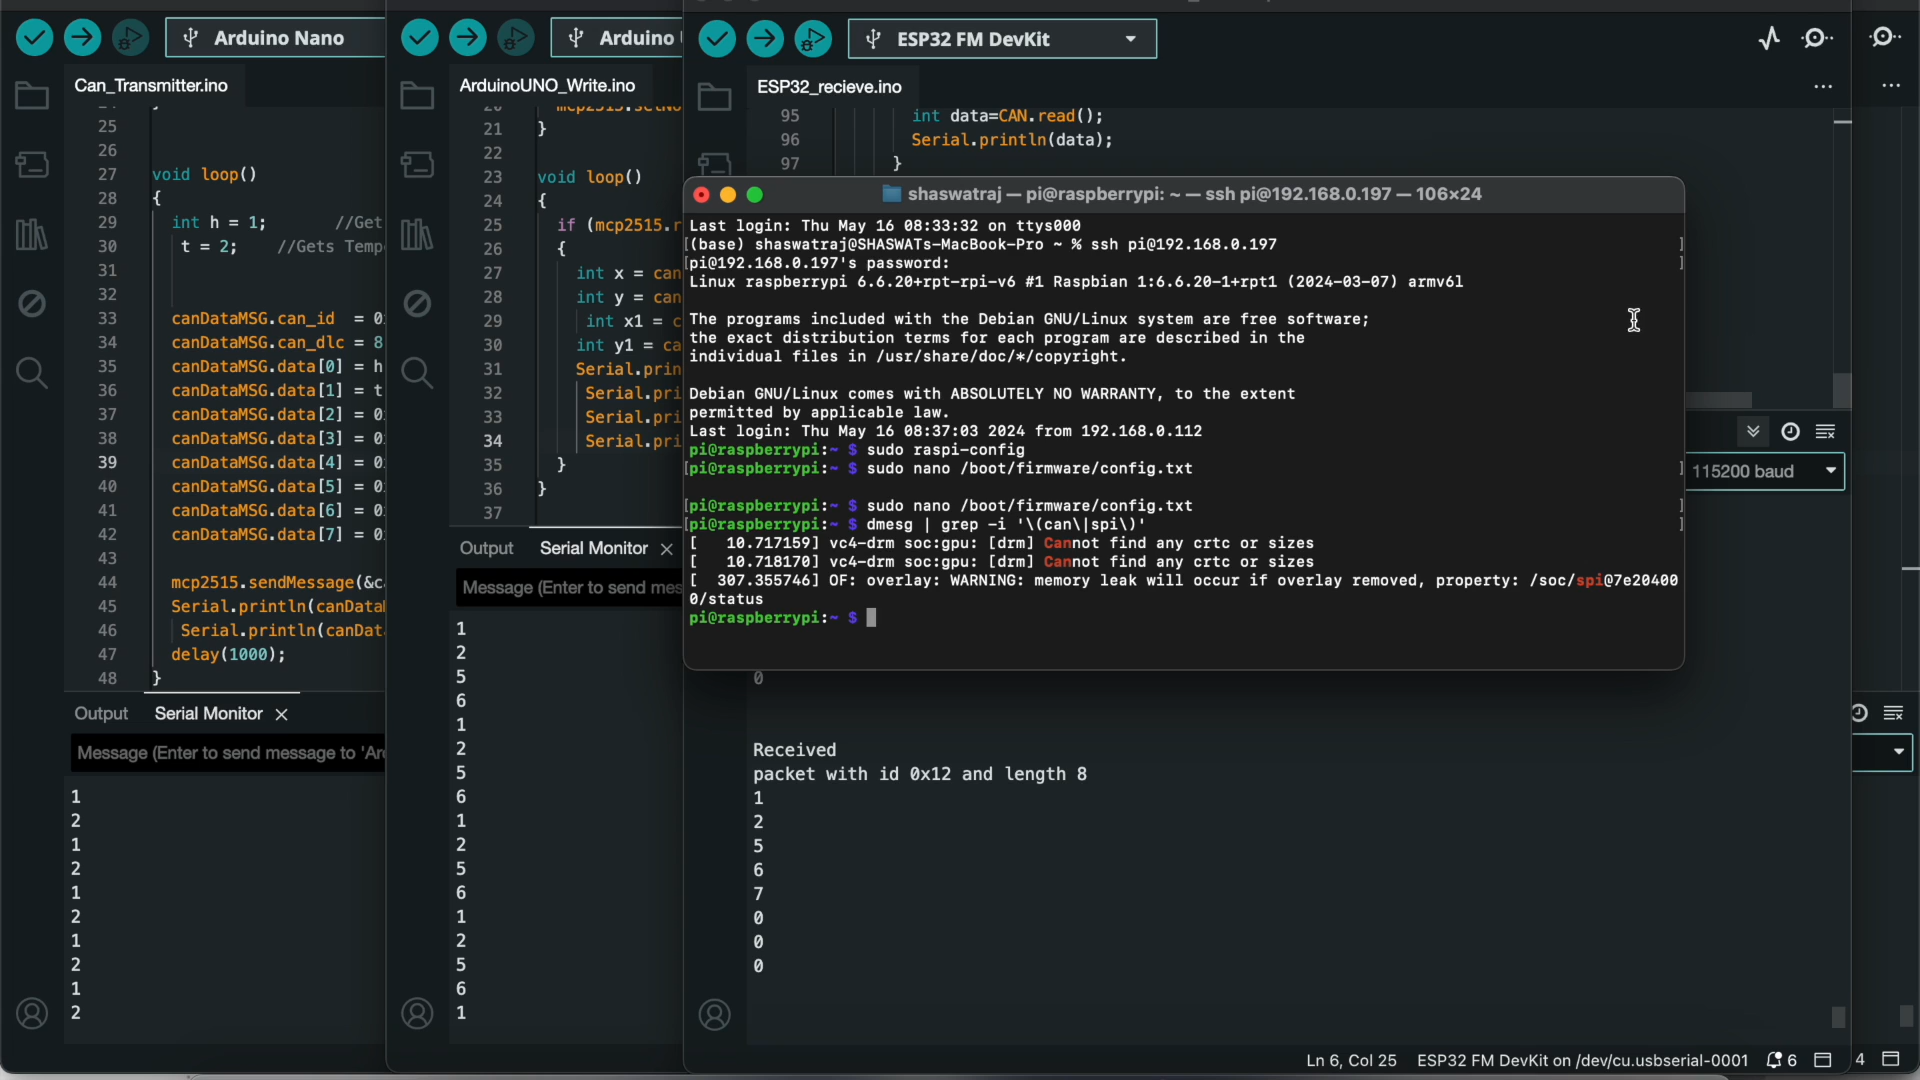 Arduino Nano
Can_Transmitter.ino
25
26
27 void loop()
28 {
29 int h = 1; //Get
30 t = 2; //Gets Temp
31
32
33 canDataMSG.can_id = 0
34 canDataMSG.can_dlc = 8
35 canDataMSG.data[0] = h
36 canDataMSG.data[1] = t
37 canDataMSG.data[2] = 0
38 canDataMSG.data[3] = 0
39 canDataMSG.data[4] = 0
40 canDataMSG.data[5] = 0
41 canDataMSG.data[6] = 0
42 canDataMSG.data[7] = 0
43
44 mcp2515.sendMessage(&c
45 Serial.println(canData
46 Serial.println(canDat
47 delay(1000);
48 }
Output Serial Monitor
Message (Enter to send message to 'Ar
1
2
1
2
1
2
1
2
1
2
Arduino
ArduinoUNO_Write.ino
21 }
22
23 void loop()
24 {
25 if (mcp2515.r
26 {
27 int x = can
28 int y = can
29 int x1 = c
30 int y1 = ca
31 Serial.prin
32 Serial.pri
33 Serial.pri
34 Serial.pri
35 }
36 }
37
Output Serial Monitor
Message (Enter to send mes
1
2
5
6
1
2
5
6
1
2
5
6
1
2
5
6
1
ESP32 FM DevKit
ESP32_recieve.ino
95 int data=CAN.read();
96 Serial.println(data);
97 }
shaswatraj — pi@raspberrypi: ~ — ssh pi@192.168.0.197 — 106×24
Last login: Thu May 16 08:33:32 on ttys000
[(base) shaswatraj@SHASWATs-MacBook-Pro ~ % ssh pi@192.168.0.197 ]
[pi@192.168.0.197's password: ]
Linux raspberrypi 6.6.20+rpt-rpi-v6 #1 Raspbian 1:6.6.20-1+rpt1 (2024-03-07) armv6l
The programs included with the Debian GNU/Linux system are free software;
the exact distribution terms for each program are described in the
individual files in /usr/share/doc/*/copyright.
Debian GNU/Linux comes with ABSOLUTELY NO WARRANTY, to the extent
permitted by applicable law.
Last login: Thu May 16 08:37:03 2024 from 192.168.0.112
pi@raspberrypi:~ $ sudo raspi-config
[pi@raspberrypi:~ $ sudo nano /boot/firmware/config.txt ]
[pi@raspberrypi:~ $ sudo nano /boot/firmware/config.txt ]
[pi@raspberrypi:~ $ dmesg | grep -i '\(can\|spi\)' ]
[ 10.717159] vc4-drm soc:gpu: [drm] Cannot find any crtc or sizes
[ 10.718170] vc4-drm soc:gpu: [drm] Cannot find any crtc or sizes
[ 307.355746] OF: overlay: WARNING: memory leak will occur if overlay removed, property: /soc/spi@7e20400
0/status
pi@raspberrypi:~ $
115200 baud
0
Received
packet with id 0x12 and length 8
1
2
5
6
7
0
0
0
Ln 6, Col 25 ESP32 FM DevKit on /dev/cu.usbserial-0001 6 4